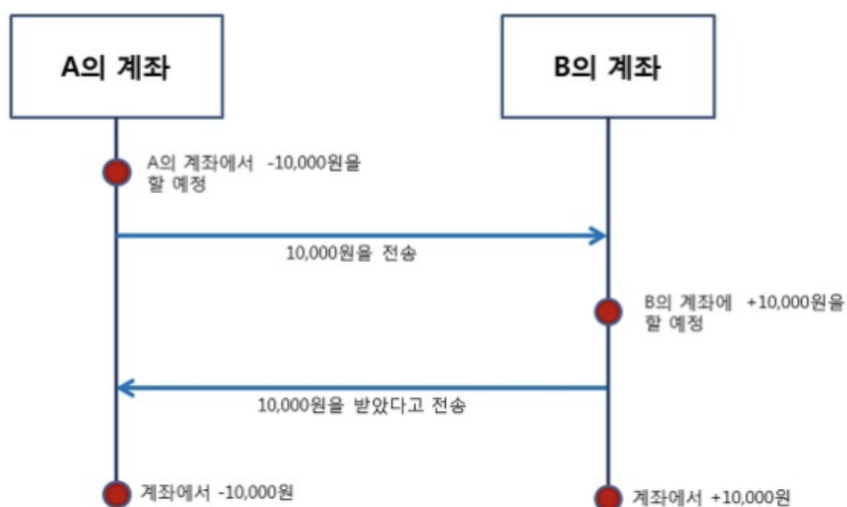 A의 계좌
B의 계좌
A의 계좌에서 -10,000원을
할 예정
10,000원을 전송
B의 계좌에 +10,000원을
할 예정
10,000원을 받았다고 전송
계좌에서 -10,000원
계좌에서 +10,000원